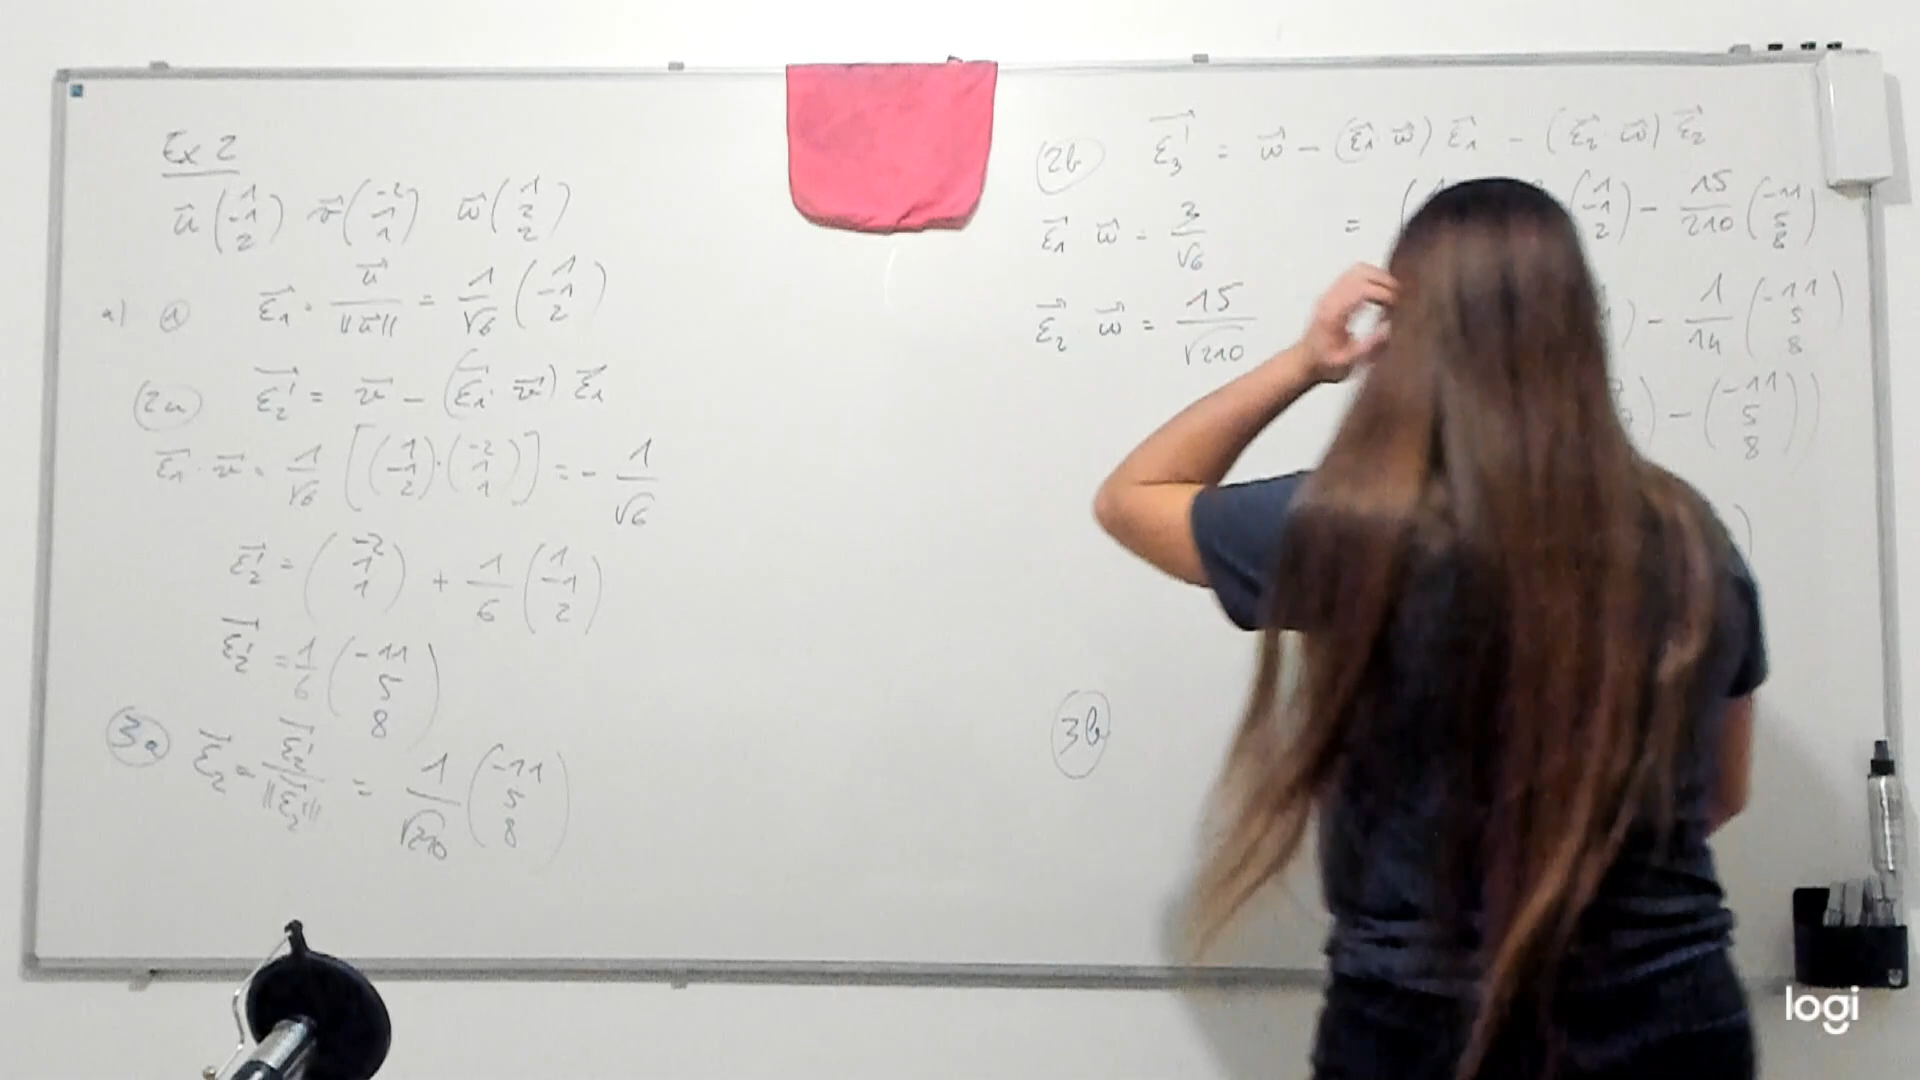 Ex 2
u⃗ (1 -1 2) v⃗ (-2 1 1) w⃗ (1 2 2)
a) ① ε₁⃗ = u⃗ / ||u⃗|| = 1/√6 (1 -1 2)
(2a) ε₂'⃗ = v⃗ - (ε₁⃗ · v⃗) ε₁⃗
ε₁⃗ · v⃗ = 1/√6 [(1 -1 2) · (-2 1 1)] = - 1/√6
ε₂'⃗ = (-2 1 1) + 1/6 (1 -1 2)
ε₂'⃗ = 1/6 (-11 5 8)
(3a) ε₂⃗ = ε₂'⃗ / ||ε₂'⃗|| = 1/√210 (-11 5 8)
(2b) ε₃'⃗ = w⃗ - (ε₁⃗ · w⃗) ε₁⃗ - (ε₂⃗ · w⃗) ε₂⃗
ε₁⃗ · w⃗ = 3/√6
= (1 -1 2) - 15/210 (-11 5 8)
ε₂⃗ · w⃗ = 15/√210
) - 1/14 (-11 5 8)
) - (-11 5 8))
(3b)
logi